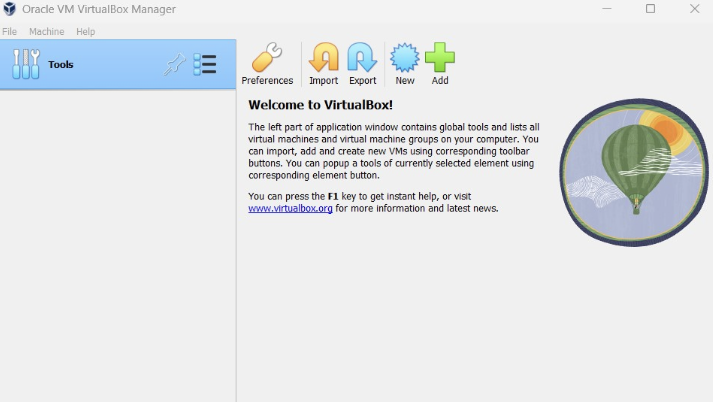 Oracle VM VirtualBox Manager
File Machine Help
Tools
Preferences Import Export New Add
Welcome to VirtualBox!
The left part of application window contains global tools and lists all
virtual machines and virtual machine groups on your computer. You
can import, add and create new VMs using corresponding toolbar
buttons. You can popup a tools of currently selected element using
corresponding element button.
You can press the F1 key to get instant help, or visit
www.virtualbox.org for more information and latest news.